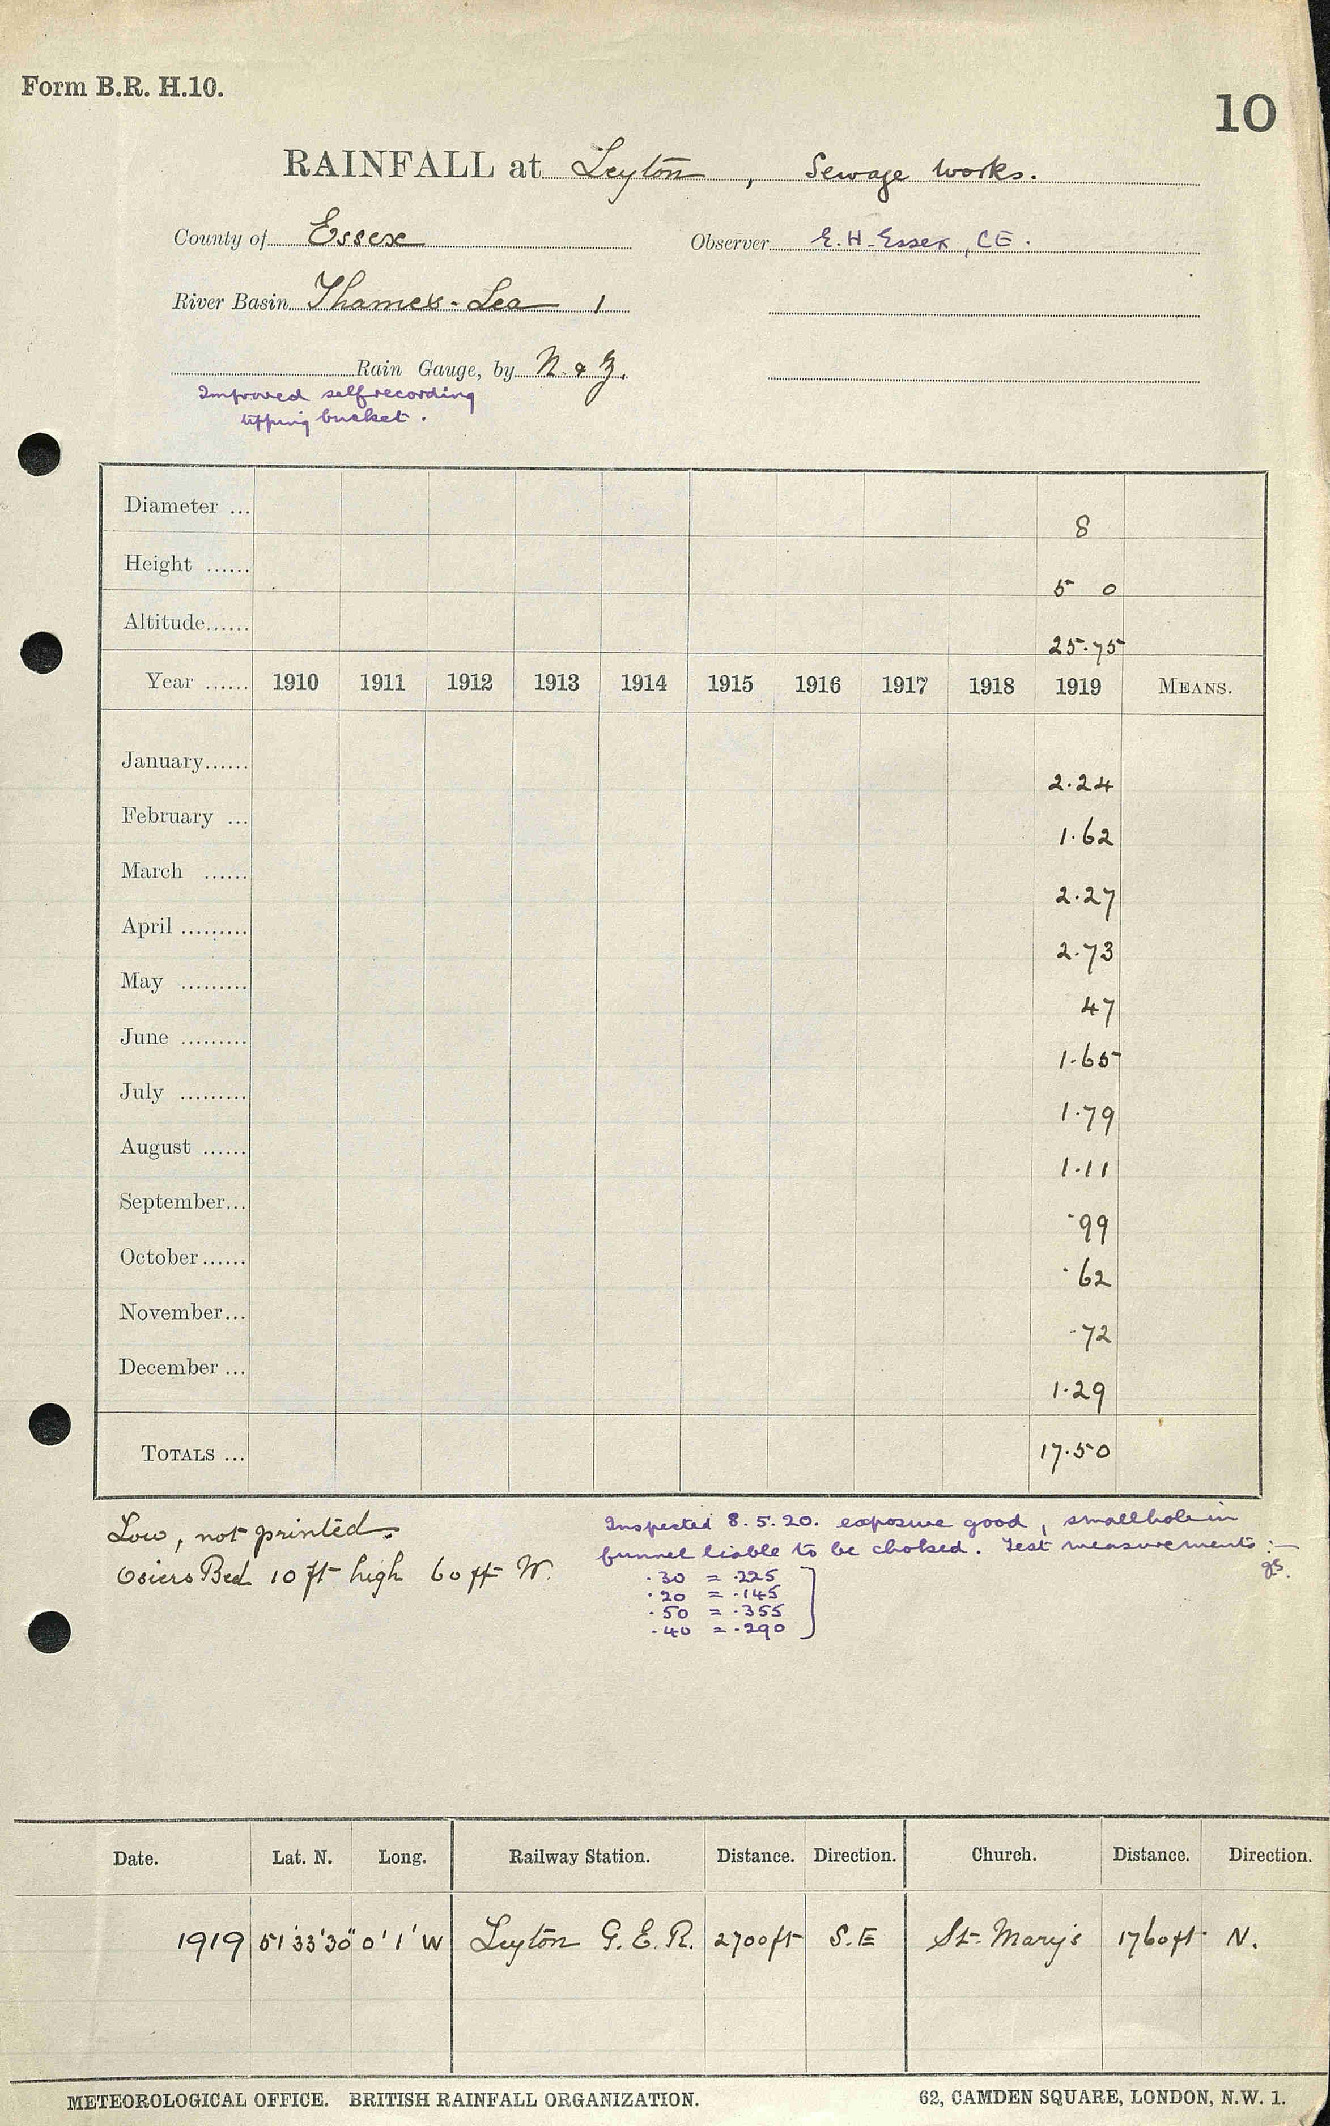 Form B.R. H.10.
10
RAINFALL at Leyton, Sewage Works.
County of Essex Observer E. H. Essex, CE.
River Basin Thames - Lea 1
Rain Gauge, by N. & Z.
Improved selfrecording
tipping bucket.
Diameter ... 8
Height ...... 5 0
Altitude...... 25.75
Year ...... 1910 1911 1912 1913 1914 1915 1916 1917 1918 1919 MEANS.
January...... 2.24
February ... 1.62
March ...... 2.27
April ......... 2.73
May ......... 47
June ......... 1.65
July ......... 1.79
August ...... 1.11
September... .99
October...... .62
November... .72
December ... 1.29
TOTALS ... 17.50
Low, not printed.
Osiers Bed 10 ft high 60 ft W.
Inspected 8.5.20. exposure good, small hole in
funnel liable to be choked. Test measurements :—
.30 = .225
.20 = .145
.50 = .355
.40 = .290
Date. Lat. N. Long. Railway Station. Distance. Direction. Church. Distance. Direction.
1919 51°33'30" 0°1' W Leyton G.E.R. 2700ft S.E St. Mary's 1760ft N.
METEOROLOGICAL OFFICE. BRITISH RAINFALL ORGANIZATION. 62, CAMDEN SQUARE, LONDON, N.W. 1.